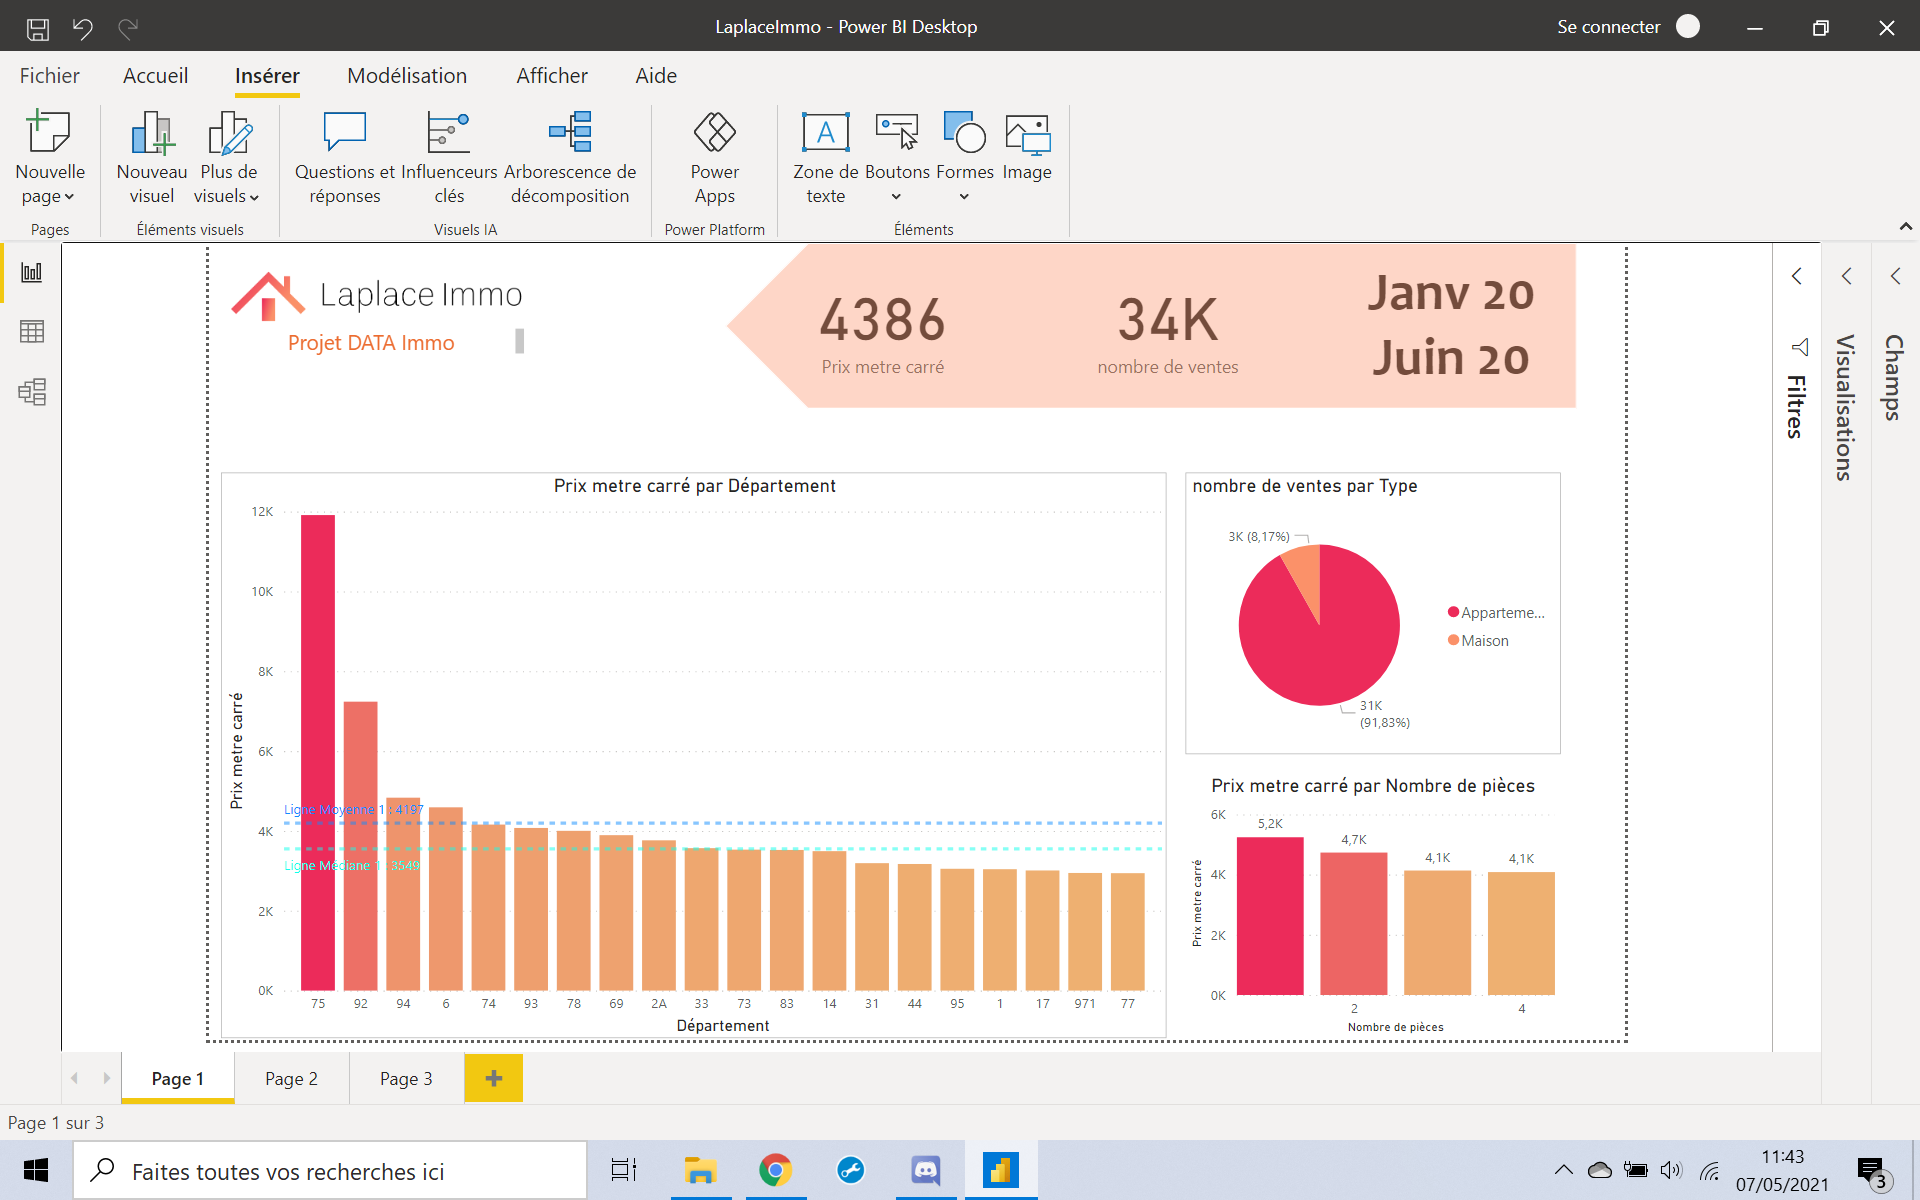 LaplaceImmo - Power BI Desktop
Se connecter
Fichier Accueil Insérer Modélisation Afficher Aide
Nouvelle page
Nouveau visuel
Plus de visuels
Questions et réponses
Influenceurs clés
Arborescence de décomposition
Power Apps
Zone de texte
Boutons
Formes
Image
Pages
Éléments visuels
Visuels IA
Power Platform
Éléments
Laplace Immo
Projet DATA Immo
4386
Prix metre carré
34K
nombre de ventes
Janv 20
Juin 20
Filtres
Visualisations
Champs
Prix metre carré par Département
12K
10K
8K
6K
4K
2K
0K
Prix metre carré
Ligne Moyenne 1 : 4197
Ligne Médiane 1 : 3549
75 92 94 6 74 93 78 69 2A 33 73 83 14 31 44 95 1 17 971 77
Département
nombre de ventes par Type
3K (8,17%)
31K
(91,83%)
Apparteme...
Maison
Prix metre carré par Nombre de pièces
6K
4K
2K
0K
Prix metre carré
5,2K
4,7K
4,1K
4,1K
2 4
Nombre de pièces
Page 1 Page 2 Page 3
Page 1 sur 3
Faites toutes vos recherches ici
11:43
07/05/2021
3